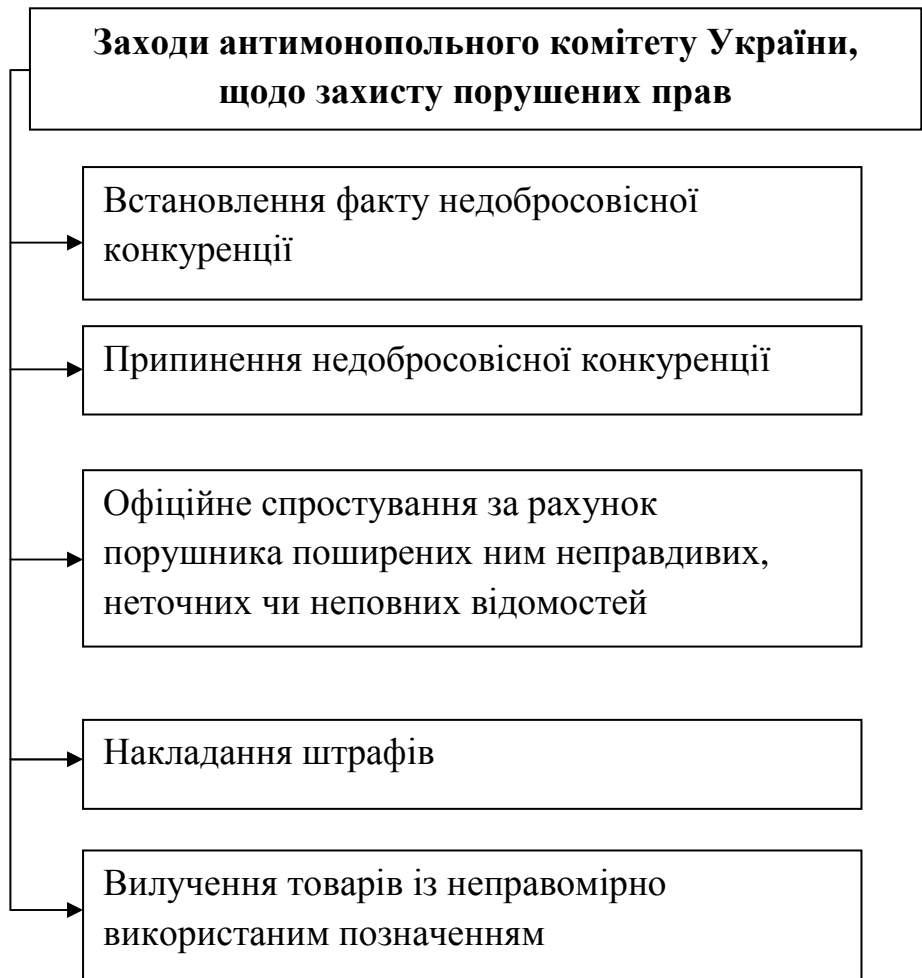 Заходи антимонопольного комітету України,
щодо захисту порушених прав
Встановлення факту недобросовісної
конкуренції
Припинення недобросовісної конкуренції
Офіційне спростування за рахунок
порушника поширених ним неправдивих,
неточних чи неповних відомостей
Накладання штрафів
Вилучення товарів із неправомірно
використаним позначенням